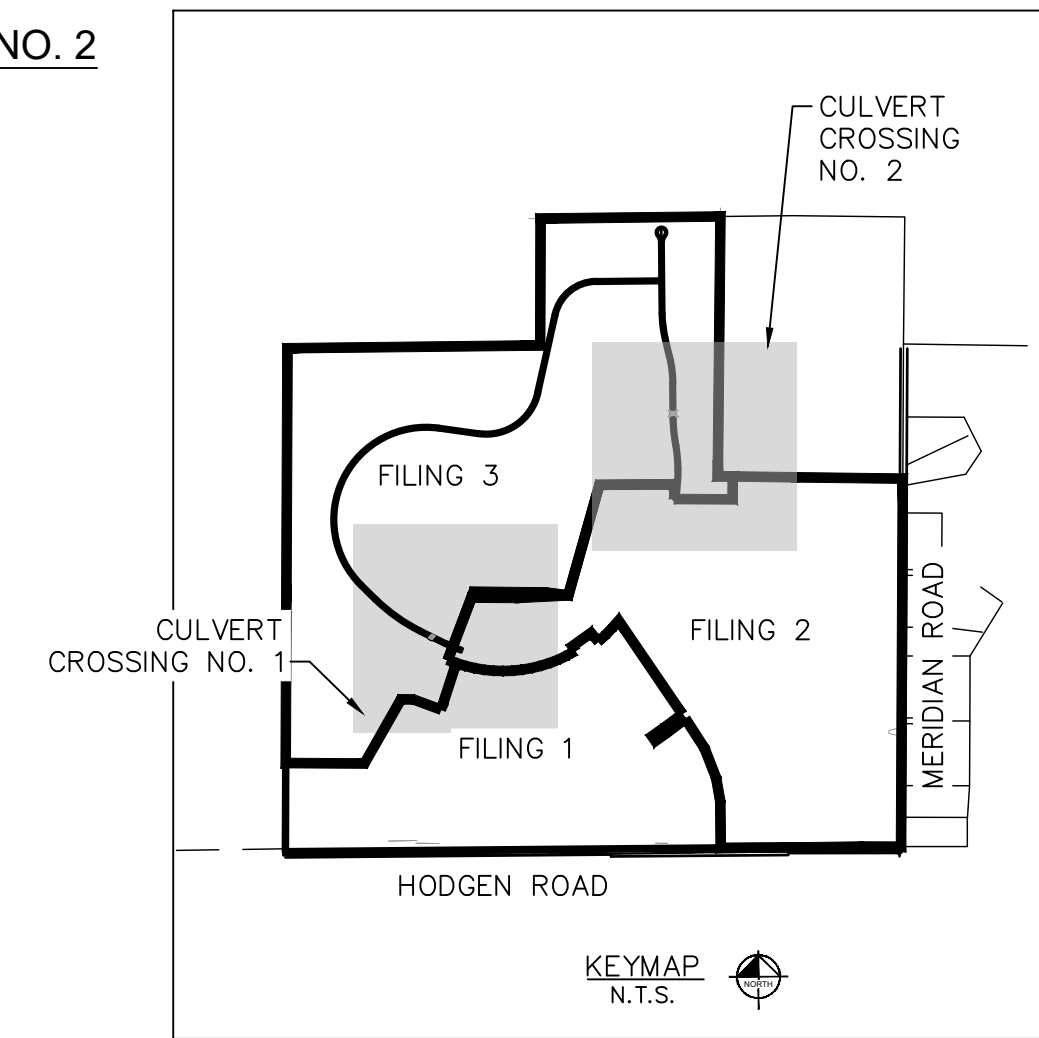 NO. 2
CULVERT
CROSSING
NO. 2
FILING 3
CULVERT
CROSSING NO. 1
FILING 2
MERIDIAN ROAD
FILING 1
HODGEN ROAD
KEYMAP
N.T.S.
NORTH